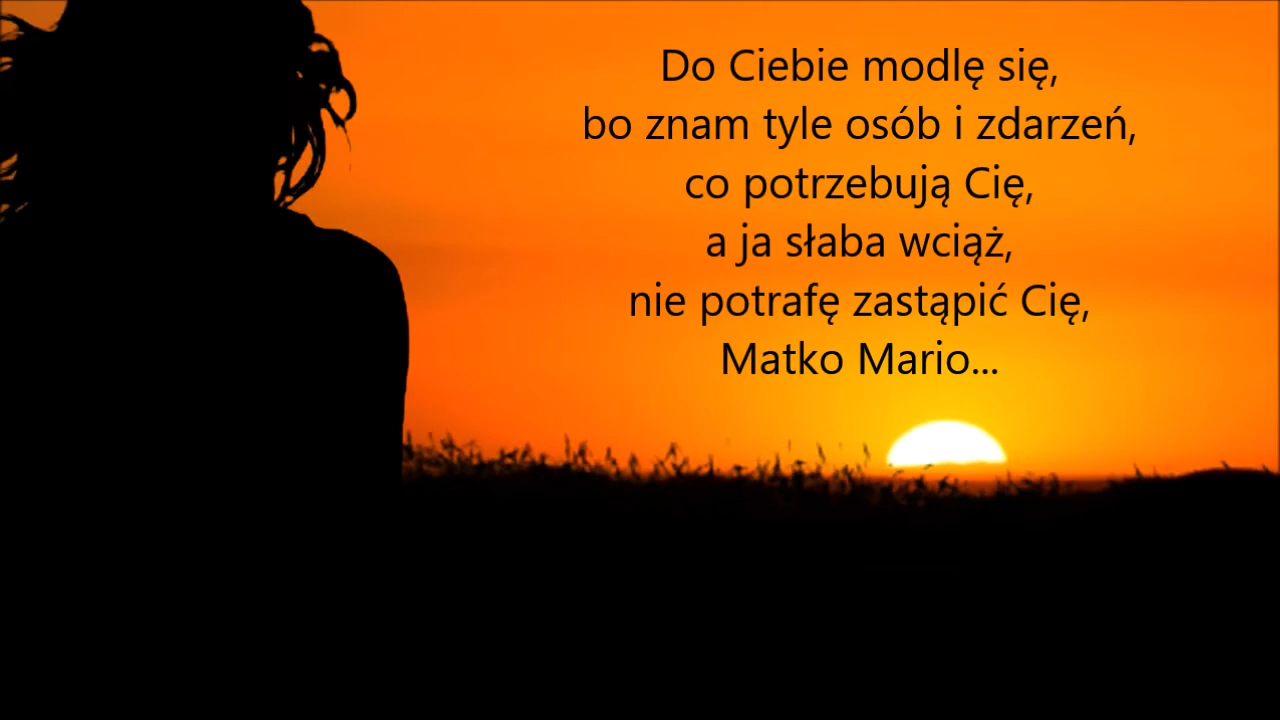 Do Ciebie modlę się,
bo znam tyle osób i zdarzeń,
co potrzebują Cię,
a ja słaba wciąż,
nie potrafę zastąpić Cię,
Matko Mario...